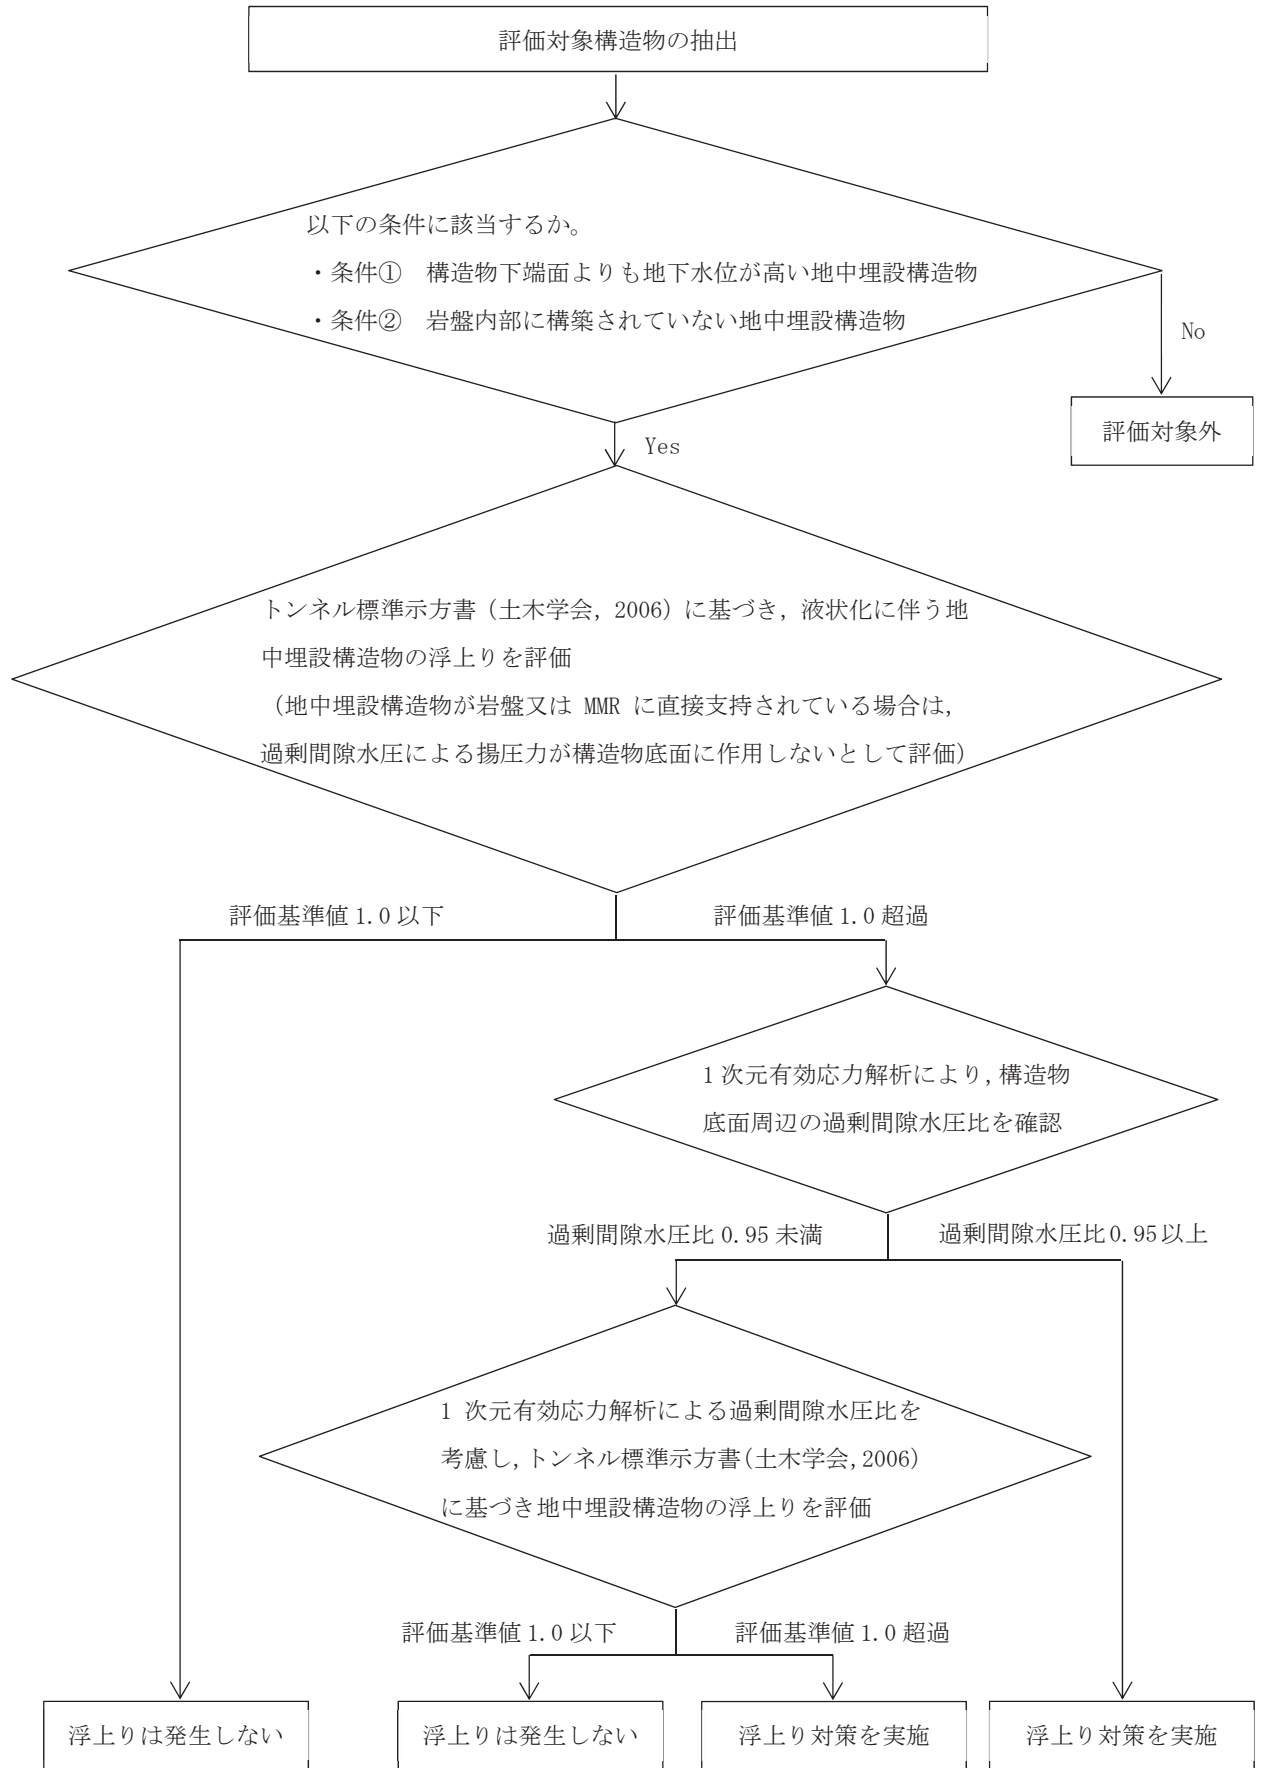 評価対象構造物の抽出
以下の条件に該当するか。
・条件① 構造物下端面よりも地下水位が高い地中埋設構造物
・条件② 岩盤内部に構築されていない地中埋設構造物
No
評価対象外
Yes
トンネル標準示方書（土木学会, 2006）に基づき, 液状化に伴う地
中埋設構造物の浮上りを評価
（地中埋設構造物が岩盤又は MMR に直接支持されている場合は,
過剰間隙水圧による揚圧力が構造物底面に作用しないとして評価）
評価基準値 1.0 以下
評価基準値 1.0 超過
1 次元有効応力解析により, 構造物
底面周辺の過剰間隙水圧比を確認
過剰間隙水圧比 0.95 未満
過剰間隙水圧比 0.95 以上
1 次元有効応力解析による過剰間隙水圧比を
考慮し, トンネル標準示方書（土木学会, 2006）
に基づき地中埋設構造物の浮上りを評価
評価基準値 1.0 以下
評価基準値 1.0 超過
浮上りは発生しない
浮上りは発生しない
浮上り対策を実施
浮上り対策を実施